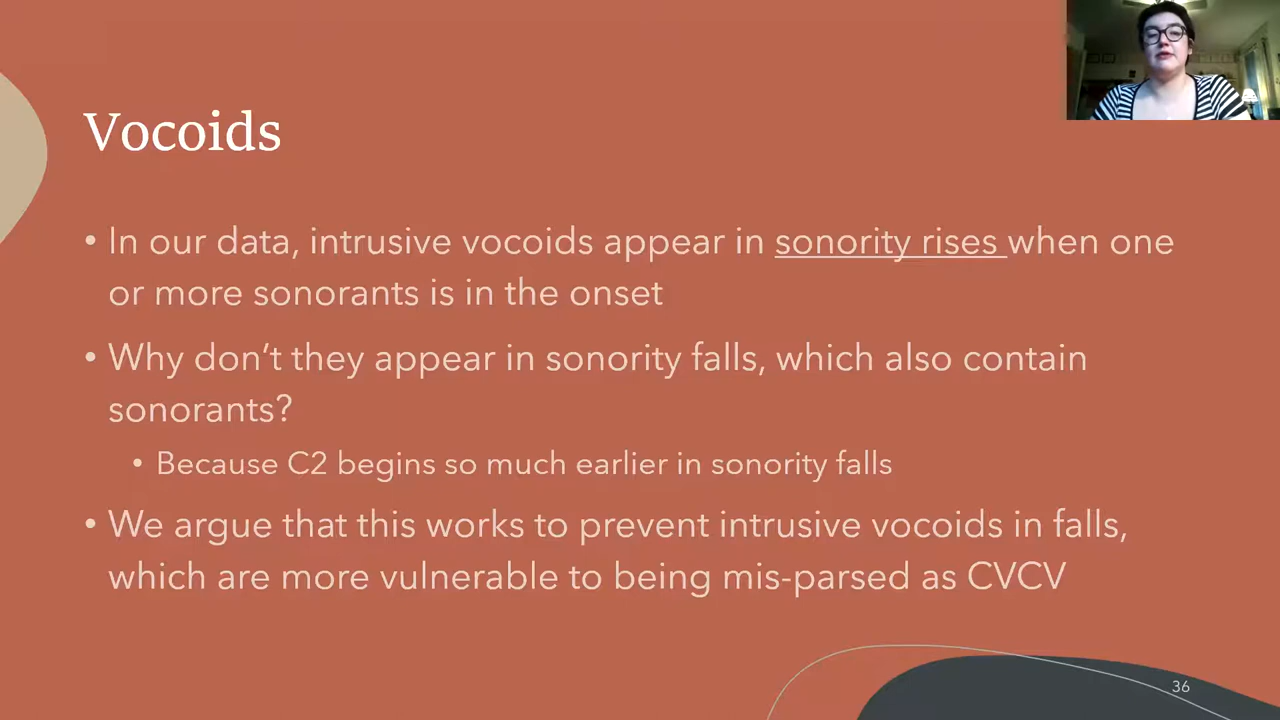 Vocoids
• In our data, intrusive vocoids appear in sonority rises when one
or more sonorants is in the onset
• Why don't they appear in sonority falls, which also contain
sonorants?
• Because C2 begins so much earlier in sonority falls
• We argue that this works to prevent intrusive vocoids in falls,
which are more vulnerable to being mis-parsed as CVCV
36